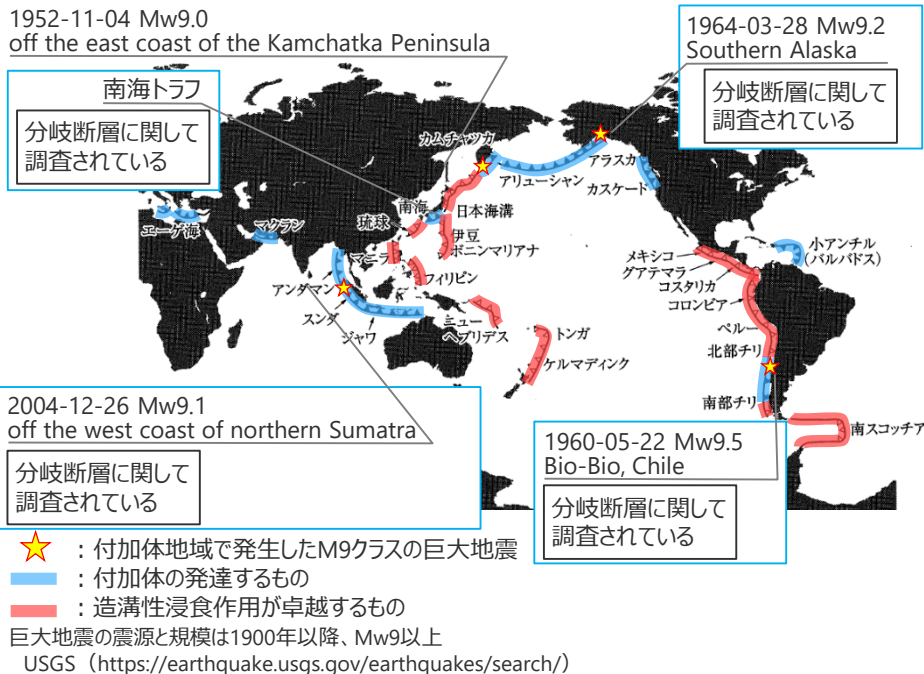 1952-11-04 Mw9.0
off the east coast of the Kamchatka Peninsula
1964-03-28 Mw9.2
Southern Alaska
分岐断層に関して
調査されている
南海トラフ
分岐断層に関して
調査されている
カムチャツカ
アラスカ
アリューシャン
カスケード
南海
日本海溝
エーゲ海
マクラン
琉球
伊豆
ボニンマリアナ
マニラ
フィリピン
アンダマン
スンダ
ジャワ
ニュー
ヘブリデス
トンガ
ケルマディック
メキシコ
グアテマラ
コスタリカ
コロンビア
小アンチル
(バルバドス)
ペルー
北部チリ
南部チリ
南スコッチア
2004-12-26 Mw9.1
off the west coast of northern Sumatra
分岐断層に関して
調査されている
1960-05-22 Mw9.5
Bio-Bio, Chile
分岐断層に関して
調査されている
：付加体地域で発生したM9クラスの巨大地震
：付加体の発達するもの
：造溝性浸食作用が卓越するもの
巨大地震の震源と規模は1900年以降、Mw9以上
USGS（https://earthquake.usgs.gov/earthquakes/search/）